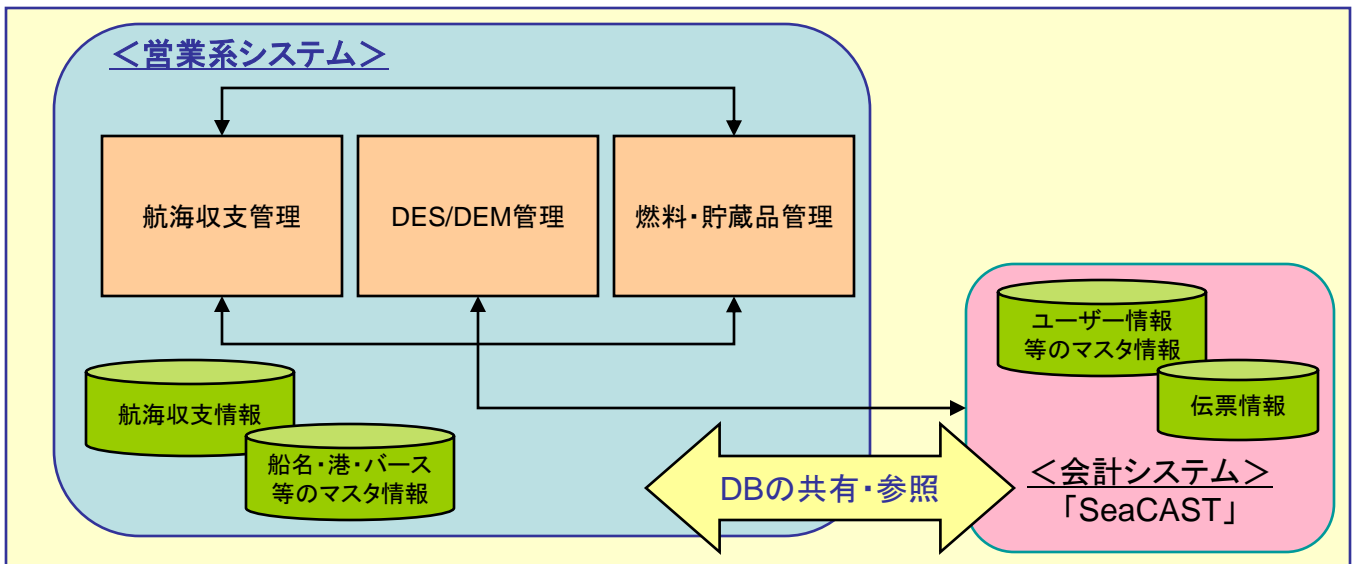 ＜営業系システム＞
航海収支管理
DES/DEM管理
燃料・貯蔵品管理
航海収支情報
船名・港・バース
等のマスタ情報
ユーザー情報
等のマスタ情報
伝票情報
DBの共有・参照
＜会計システム＞
「SeaCAST」